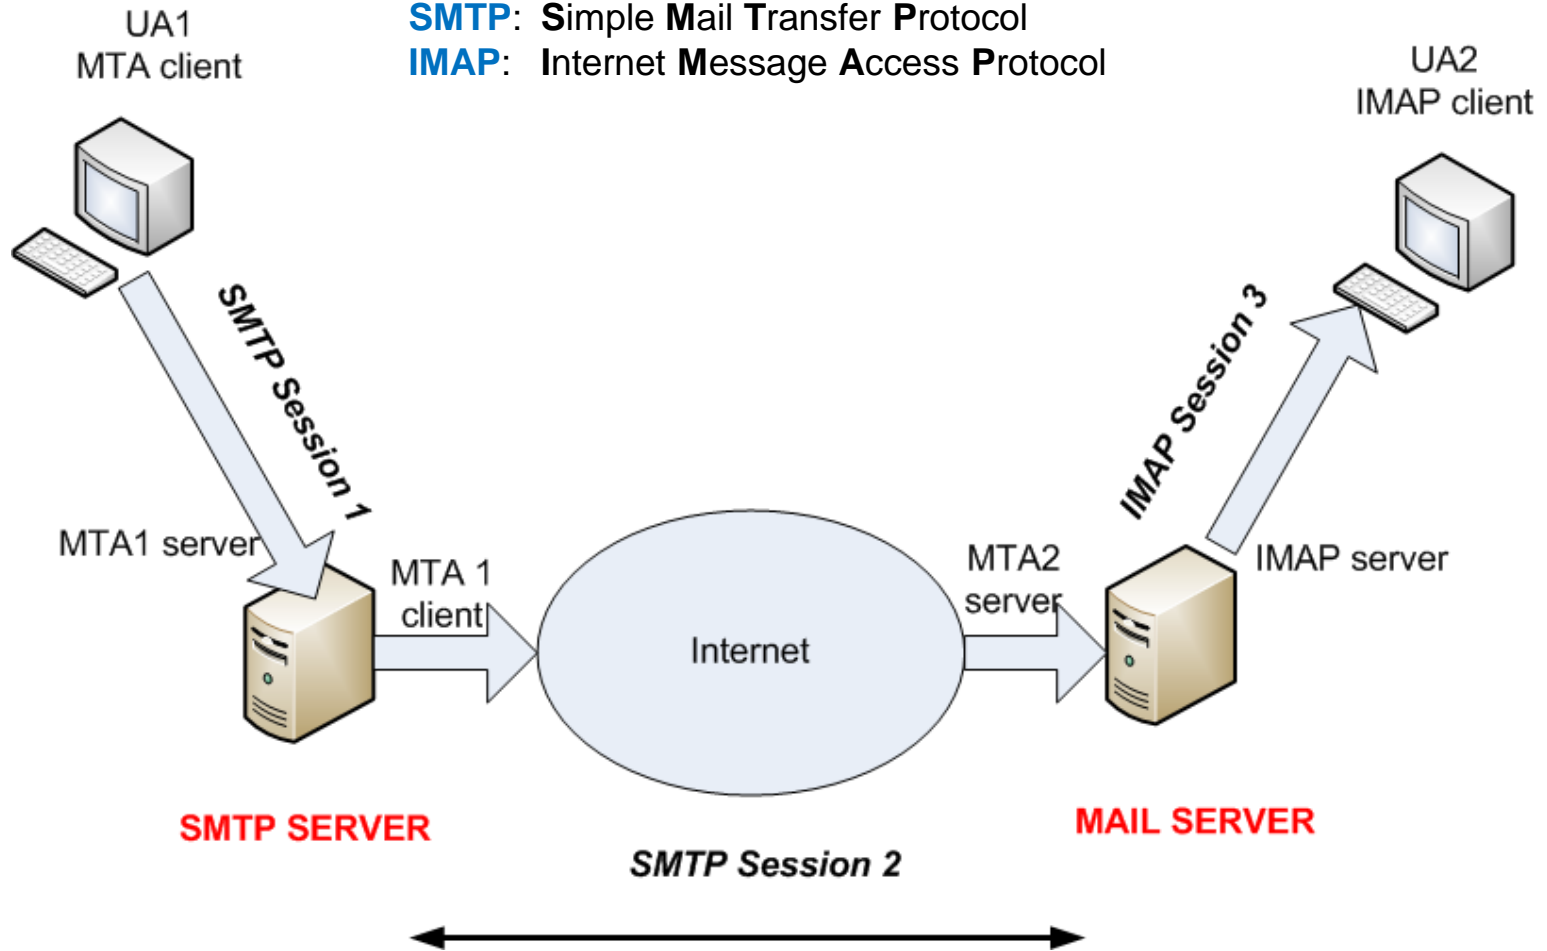 UA1
MTA client
SMTP: Simple Mail Transfer Protocol
IMAP: Internet Message Access Protocol
UA2
IMAP client
SMTP Session 1
IMAP Session 3
MTA1 server
MTA 1
client
Internet
MTA2
server
IMAP server
SMTP SERVER
MAIL SERVER
SMTP Session 2